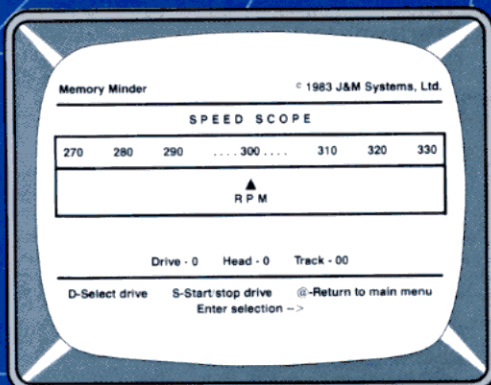 Memory Minder © 1983 J&M Systems, Ltd.
SPEED SCOPE
270 280 290 ....300.... 310 320 330
RPM
Drive - 0 Head - 0 Track - 00
D-Select drive S-Start/stop drive @-Return to main menu
Enter selection -->